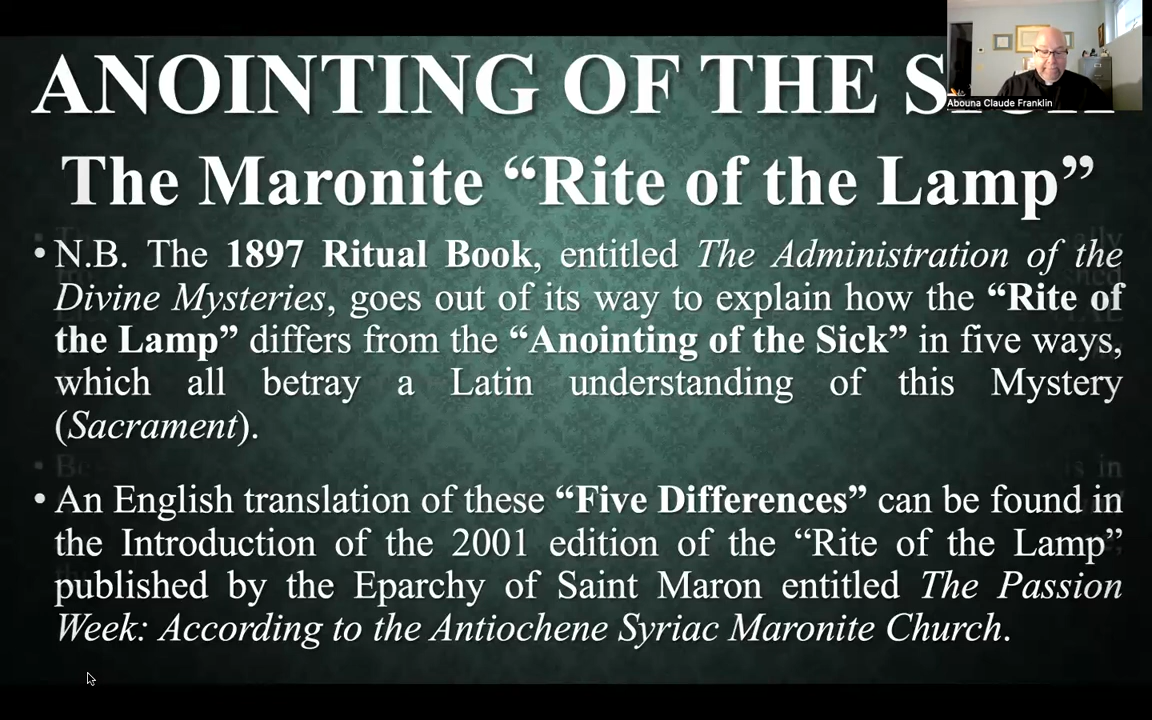 ANOINTING OF THE
Abouna Claude Franklin
The Maronite “Rite of the Lamp”
• N.B. The 1897 Ritual Book, entitled The Administration of the
Divine Mysteries, goes out of its way to explain how the “Rite of
the Lamp” differs from the “Anointing of the Sick” in five ways,
which all betray a Latin understanding of this Mystery
(Sacrament).
• An English translation of these “Five Differences” can be found in
the Introduction of the 2001 edition of the “Rite of the Lamp”
published by the Eparchy of Saint Maron entitled The Passion
Week: According to the Antiochene Syriac Maronite Church.